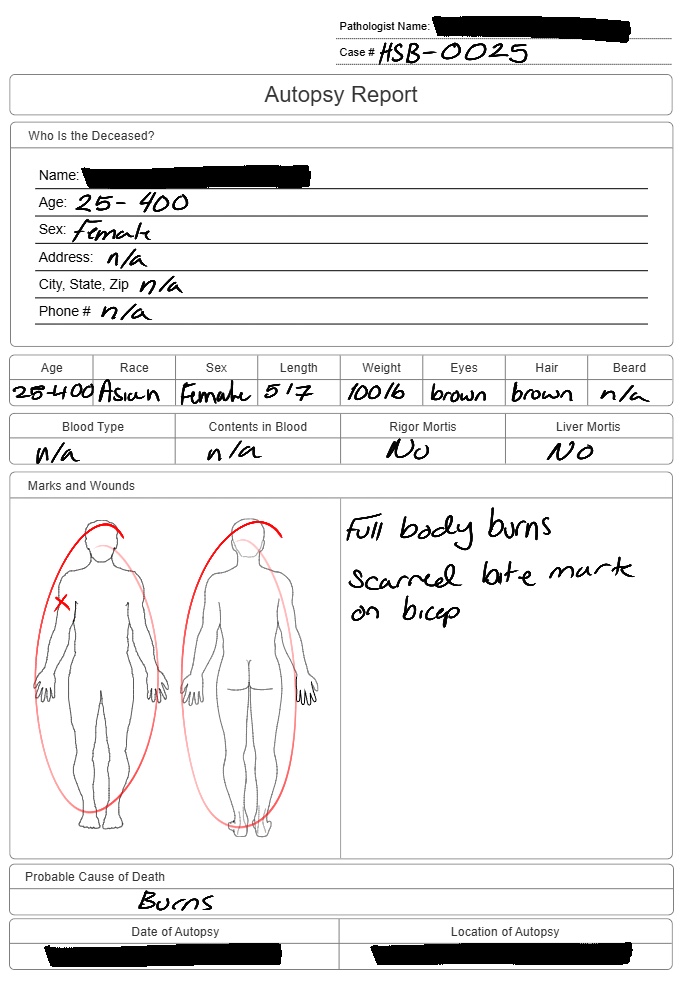 Pathologist Name:
Case # HSB-0025
Autopsy Report
Who Is the Deceased?
Name:
Age: 25- 400
Sex: Female
Address: n/a
City, State, Zip n/a
Phone # n/a
Age Race Sex Length Weight Eyes Hair Beard
25-400 Asian Female 5'7 100lb brown brown n/a
Blood Type Contents in Blood Rigor Mortis Liver Mortis
n/a n/a No No
Marks and Wounds
Full body burns
scarred bite mark
on bicep
Probable Cause of Death
Burns
Date of Autopsy Location of Autopsy